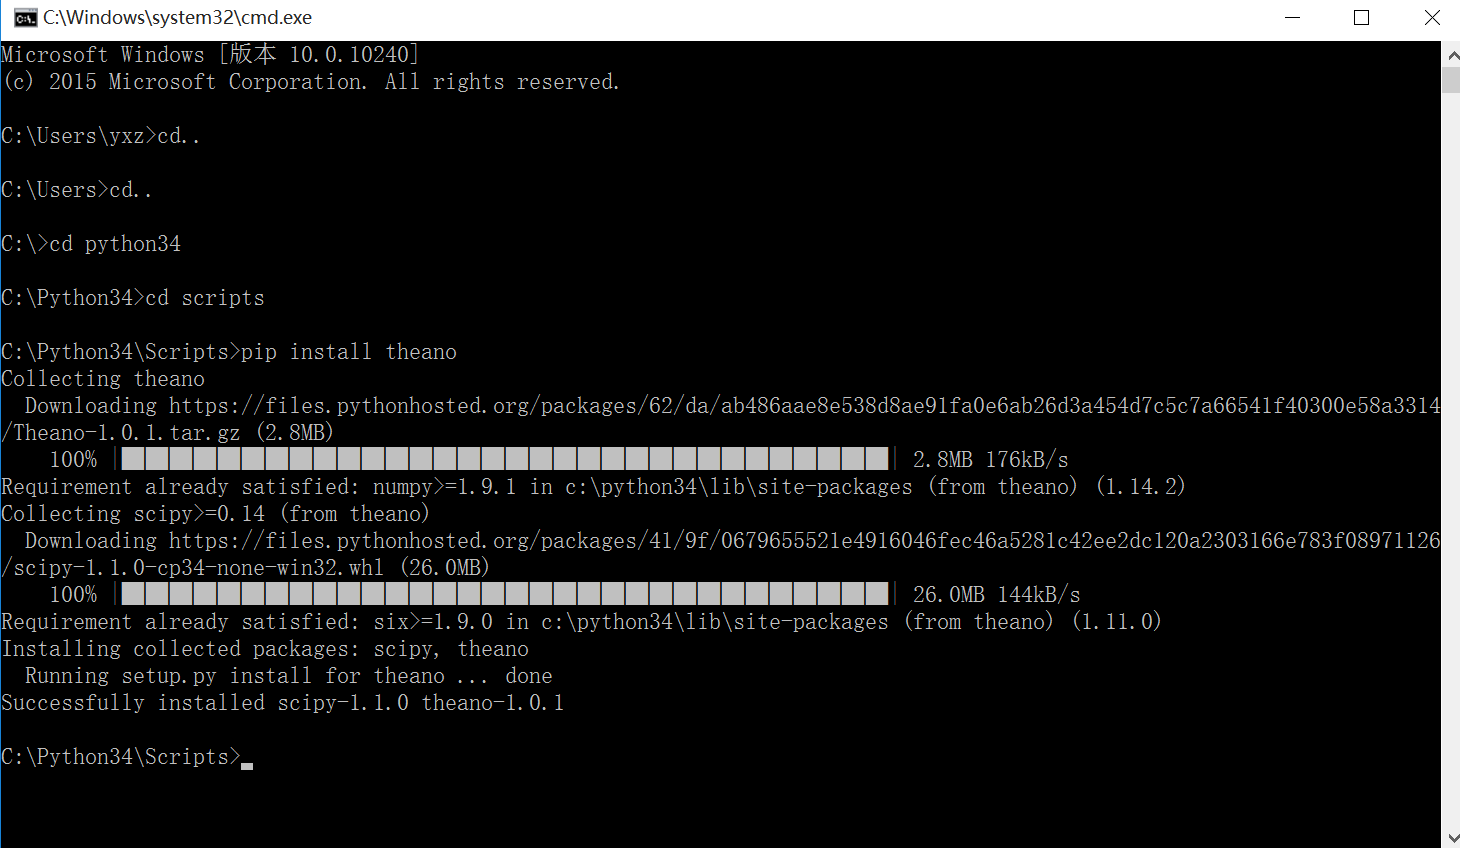 C:\Windows\system32\cmd.exe
Microsoft Windows [版本 10.0.10240]
(c) 2015 Microsoft Corporation. All rights reserved.
C:\Users\yxz>cd..
C:\Users>cd..
C:\>cd python34
C:\Python34>cd scripts
C:\Python34\Scripts>pip install theano
Collecting theano
  Downloading https://files.pythonhosted.org/packages/62/da/ab486aae8e538d8ae91fa0e6ab26d3a454d7c5c7a66541f40300e58a3314
/Theano-1.0.1.tar.gz (2.8MB)
    100% |████████████████████████████████| 2.8MB 176kB/s
Requirement already satisfied: numpy>=1.9.1 in c:\python34\lib\site-packages (from theano) (1.14.2)
Collecting scipy>=0.14 (from theano)
  Downloading https://files.pythonhosted.org/packages/41/9f/0679655521e4916046fec46a5281c42ee2dc120a2303166e783f08971126
/scipy-1.1.0-cp34-none-win32.whl (26.0MB)
    100% |████████████████████████████████| 26.0MB 144kB/s
Requirement already satisfied: six>=1.9.0 in c:\python34\lib\site-packages (from theano) (1.11.0)
Installing collected packages: scipy, theano
  Running setup.py install for theano ... done
Successfully installed scipy-1.1.0 theano-1.0.1
C:\Python34\Scripts>